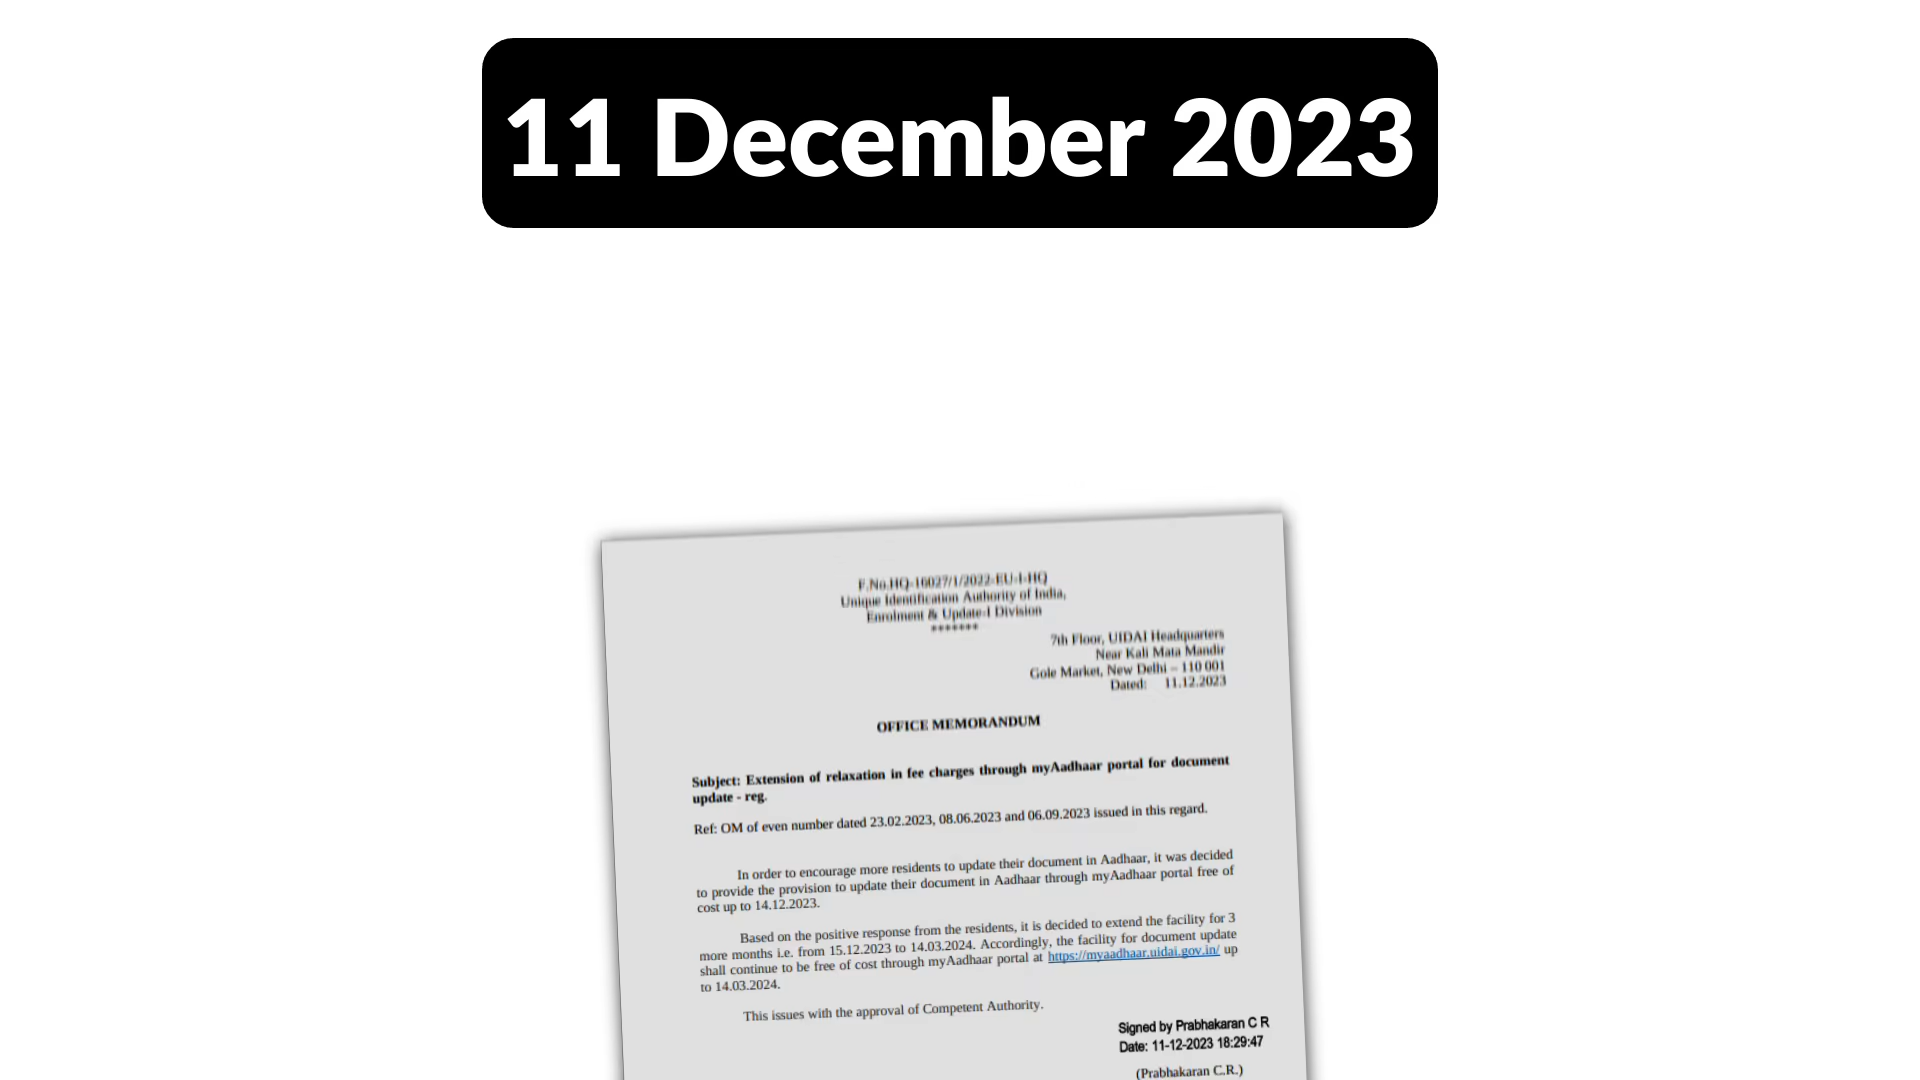 11 December 2023
F.No.HQ-16027/1/2022-EU-I-HQ
Unique Identification Authority of India,
Enrolment & Update-I Division
*******
7th Floor, UIDAI Headquarters
Near Kali Mata Mandir
Gole Market, New Delhi – 110 001
Dated: 11.12.2023
OFFICE MEMORANDUM
Subject: Extension of relaxation in fee charges through myAadhaar portal for document
update - reg.
Ref: OM of even number dated 23.02.2023, 08.06.2023 and 06.09.2023 issued in this regard.
In order to encourage more residents to update their document in Aadhaar, it was decided
to provide the provision to update their document in Aadhaar through myAadhaar portal free of
cost up to 14.12.2023.
Based on the positive response from the residents, it is decided to extend the facility for 3
more months i.e. from 15.12.2023 to 14.03.2024. Accordingly, the facility for document update
shall continue to be free of cost through myAadhaar portal at https://myaadhaar.uidai.gov.in/ up
to 14.03.2024.
This issues with the approval of Competent Authority.
Signed by Prabhakaran C R
Date: 11-12-2023 18:29:47
(Prabhakaran C.R.)